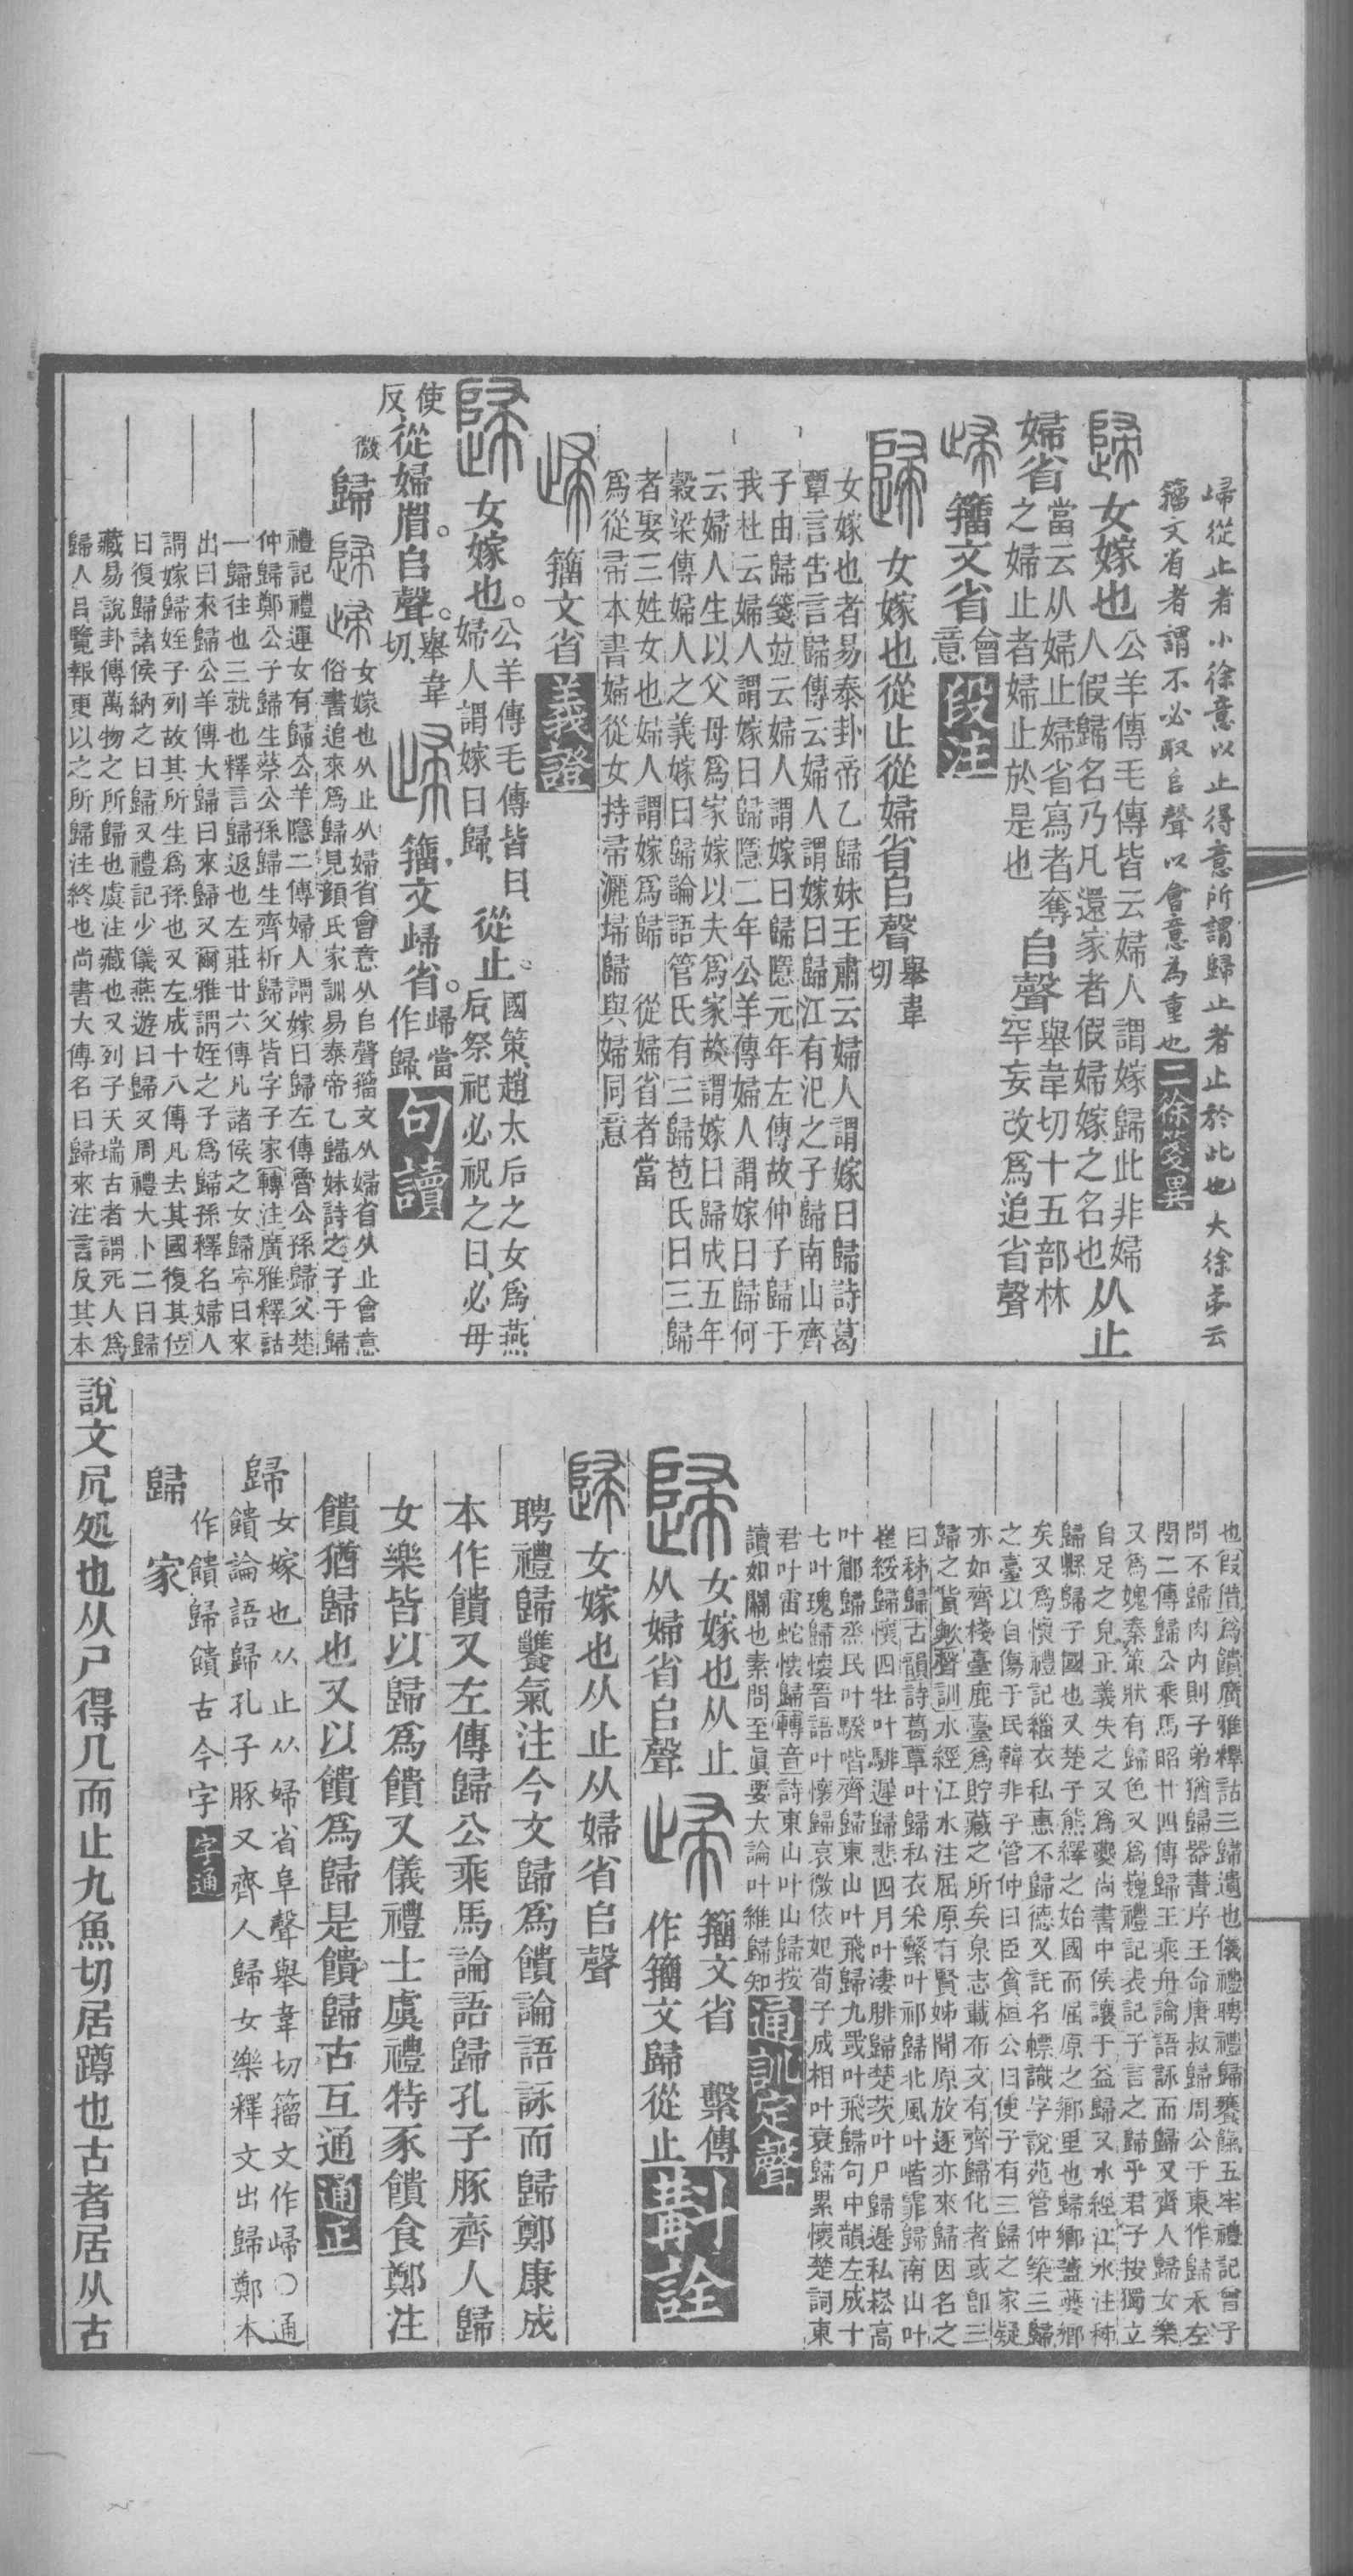 㱕從止者小徐意以止得意所謂歸止者止於此也大徐弟云
籒文省者謂不必取𠂤聲以會意為重也二徐箋異
歸女嫁也公羊傳毛傳皆云婦人謂嫁歸此非婦
人假歸名乃凡還家者假婦嫁之名也从止
婦省當云从婦止婦省寫者奪
之婦止者婦止於是也𠂤聲舉韋切十五部林
罕妄改爲追省聲
㱕籒文省會
意段注
歸女嫁也從止從婦省𠂤聲舉韋
切
女嫁也者易泰卦帝乙歸妹王肅云婦人謂嫁曰歸詩葛
覃言告言歸傳云婦人謂嫁曰歸江有汜之子歸南山齊
子由歸箋竝云婦人謂嫁曰歸隱元年左傳故仲子歸于
我杜云婦人謂嫁曰歸隱二年公羊傳婦人謂嫁曰歸何
云婦人生以父母爲家嫁以夫爲家故謂嫁曰歸成五年
穀梁傳婦人之義嫁曰歸論語管氏有三歸苞氏曰三歸
者娶三姓女也婦人謂嫁爲歸 從婦省者當
爲從帚本書婦從女持帚灑埽歸與婦同意
㱕籒文省義證
歸女嫁也。公羊傳毛傳皆曰
婦人謂嫁曰歸、從止。國策趙太后之女爲燕
后祭祀必祝之曰必毋
使
反從婦省𠂤聲。舉韋
切、㱕籒文㱕省。歸當
作歸句讀
微歸歸㱕女嫁也从止从婦省會意从𠂤聲籒文从婦省从止會意
俗書追來爲歸見顏氏家訓易泰帝乙歸妹詩之子于歸
禮記禮運女有歸公羊隱二傳婦人謂嫁曰歸左傳魯公孫歸父楚
仲歸鄭公子歸生蔡公孫歸生齊析歸父皆字子家轉注廣雅釋詁
一歸往也三就也釋言歸返也左莊廿六傳凡諸侯之女歸寧曰來
出曰來歸公羊傳大歸曰來歸又爾雅謂姪之子爲歸孫釋名婦人
謂嫁歸姪子列故其所生爲孫也又左成十八傳凡去其國復其位
曰復歸諸侯納之曰歸又禮記少儀燕遊曰歸又周禮大卜二曰歸
藏易說卦傳萬物之所歸也虞注藏也又列子天瑞古者謂死人爲
歸人呂覽報更以之所歸注終也尚書大傳名曰歸來注言反其本
也叚借爲饋廣雅釋詁三歸遺也儀禮聘禮歸饔餼五牢禮記曾子
問不歸肉內則子弟猶歸器書序王命唐叔歸周公于東作歸禾左
閔二傳歸公乘馬昭廿四傳歸王乘舟論語詠而歸又齊人歸女樂
又爲媿秦策狀有歸色又爲巍禮記表記子言之歸乎君子按獨立
自足之皃正義失之又爲夔尚書中侯讓于益歸又水經江水注秭
歸縣歸子國也又楚子熊繹之始國而屈原之鄉里也歸鄉蓋夔鄉
矣又爲懷禮記緇衣私惠不歸德又託名幖識字說苑管仲築三歸
之臺以自傷于民韓非子管仲曰臣貧桓公曰使子有三歸之家疑
亦如齊棧臺鹿臺爲貯藏之所矣泉志載布文有齊歸化者或卽三
歸之貨歟聲訓水經江水注屈原有賢姊聞原放逐亦來歸因名之
曰秭歸古韻詩葛覃叶歸私衣采蘩叶祁歸北風叶喈霏歸南山叶
崔綏歸懷四牡叶騑遲歸悲四月叶淒腓歸楚茨叶尸歸遲私崧高
叶郿歸烝民叶騤喈齊歸東山叶飛歸九罭叶飛歸句中韻左成十
七叶瑰歸懷晉語叶懷歸哀微依妃荀子成相叶衰歸累懷楚詞東
君叶雷蛇懷歸轉音詩東山叶山歸按
讀如關也素問至眞要大論叶維歸知通訓定聲
歸女嫁也从止
从婦省𠂤聲㱕籒文省 繫傳
作籒文歸從止斠詮
歸女嫁也从止从婦省𠂤聲
聘禮歸饔氣注今文歸爲饋論語詠而歸鄭康成
本作饋又左傳歸公乘馬論語歸孔子豚齊人歸
女樂皆以歸爲饋又儀禮士虞禮特豕饋食鄭注
饋猶歸也又以饋爲歸是饋歸古互通通正
歸女嫁也从止从婦省阜聲舉韋切籒文作㱕〇通
饋論語歸孔子豚又齊人歸女樂釋文出歸鄭本
作饋歸饋古今字字通
歸 家
說文凥処也从尸得几而止九魚切居蹲也古者居从古